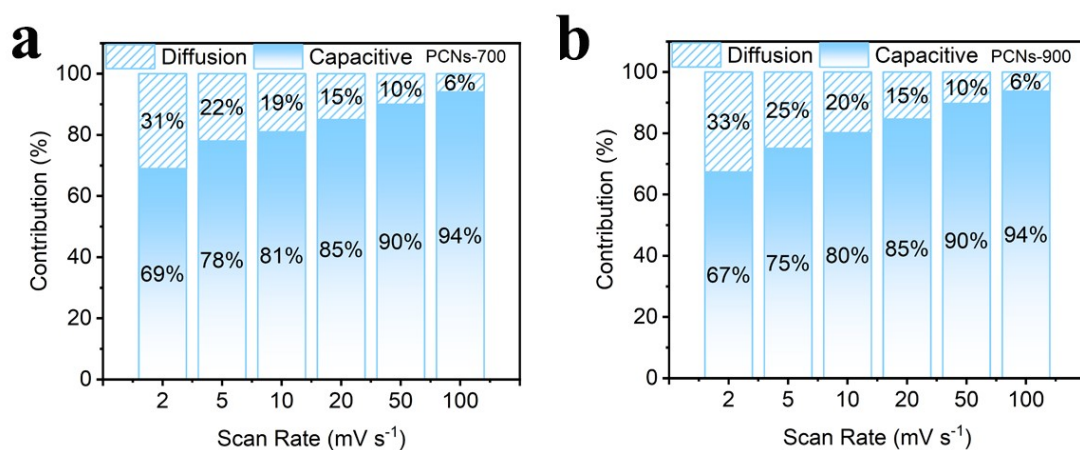 a
Diffusion Capacitive PCNs-700
100
80
60
40
20
0
Contribution (%)
31% 22% 19% 15% 10% 6%
69% 78% 81% 85% 90% 94%
2 5 10 20 50 100
Scan Rate (mV s⁻¹)
b
Diffusion Capacitive PCNs-900
100
80
60
40
20
0
Contribution (%)
33% 25% 20% 15% 10% 6%
67% 75% 80% 85% 90% 94%
2 5 10 20 50 100
Scan Rate (mV s⁻¹)